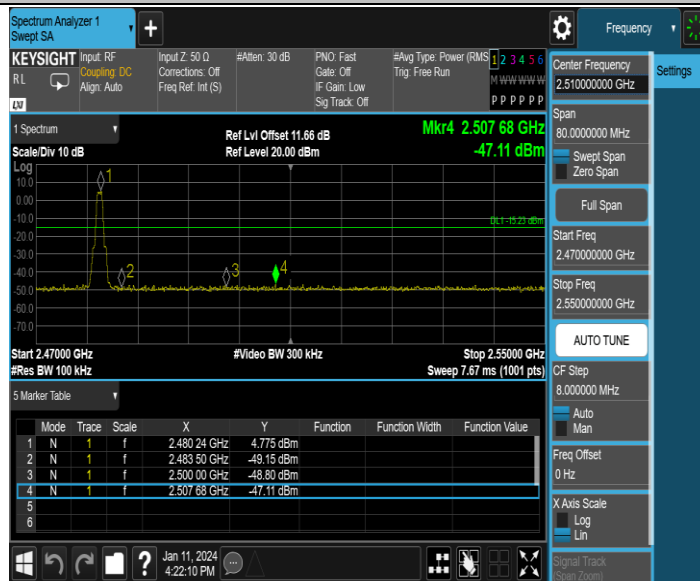 Spectrum Analyzer 1
Swept SA
+
Frequency
KEYSIGHT
RL
LXI
Input: RF
Coupling: DC
Align: Auto
Input Z: 50 Ω
Corrections: Off
Freq Ref: Int (S)
#Atten: 30 dB
PNO: Fast
Gate: Off
IF Gain: Low
Sig Track: Off
#Avg Type: Power (RMS
Trig: Free Run
1 2 3 4 5 6
M W W W W W
P P P P P P
1 Spectrum
Scale/Div 10 dB
Ref Lvl Offset 11.66 dB
Ref Level 20.00 dBm
Mkr4 2.507 68 GHz
-47.11 dBm
Log
10.0
0.00
-10.0
-20.0
-30.0
-40.0
-50.0
-60.0
-70.0
1
2
3
4
DL1 -15.23 dBm
Start 2.47000 GHz
#Res BW 100 kHz
#Video BW 300 kHz
Stop 2.55000 GHz
Sweep 7.67 ms (1001 pts)
5 Marker Table
Mode Trace Scale X Y Function Function Width Function Value
1 N 1 f 2.480 24 GHz 4.775 dBm
2 N 1 f 2.483 50 GHz -49.15 dBm
3 N 1 f 2.500 00 GHz -48.80 dBm
4 N 1 f 2.507 68 GHz -47.11 dBm
5
6
?
Jan 11, 2024
4:22:10 PM
Center Frequency
2.510000000 GHz
Settings
Span
80.0000000 MHz
Swept Span
Zero Span
Full Span
Start Freq
2.470000000 GHz
Stop Freq
2.550000000 GHz
AUTO TUNE
CF Step
8.000000 MHz
Auto
Man
Freq Offset
0 Hz
X Axis Scale
Log
Lin
Signal Track
(Span Zoom)